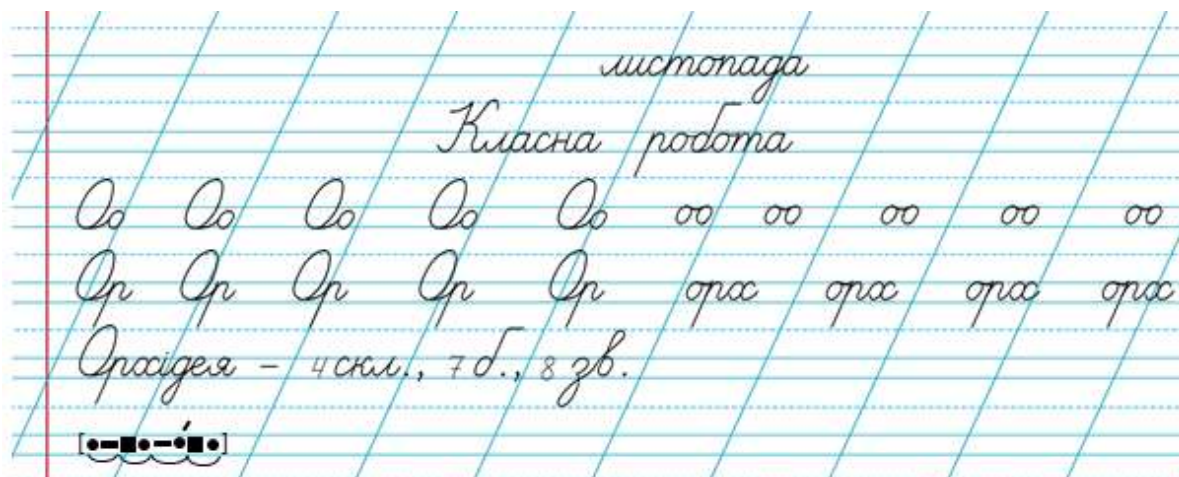 листопада
Класна робота
Оо Оо Оо Оо Оо оо оо оо оо оо
Ор Ор Ор Ор Ор орх орх орх орх
Орхідея – 4 скл., 7 б., 8 зв.